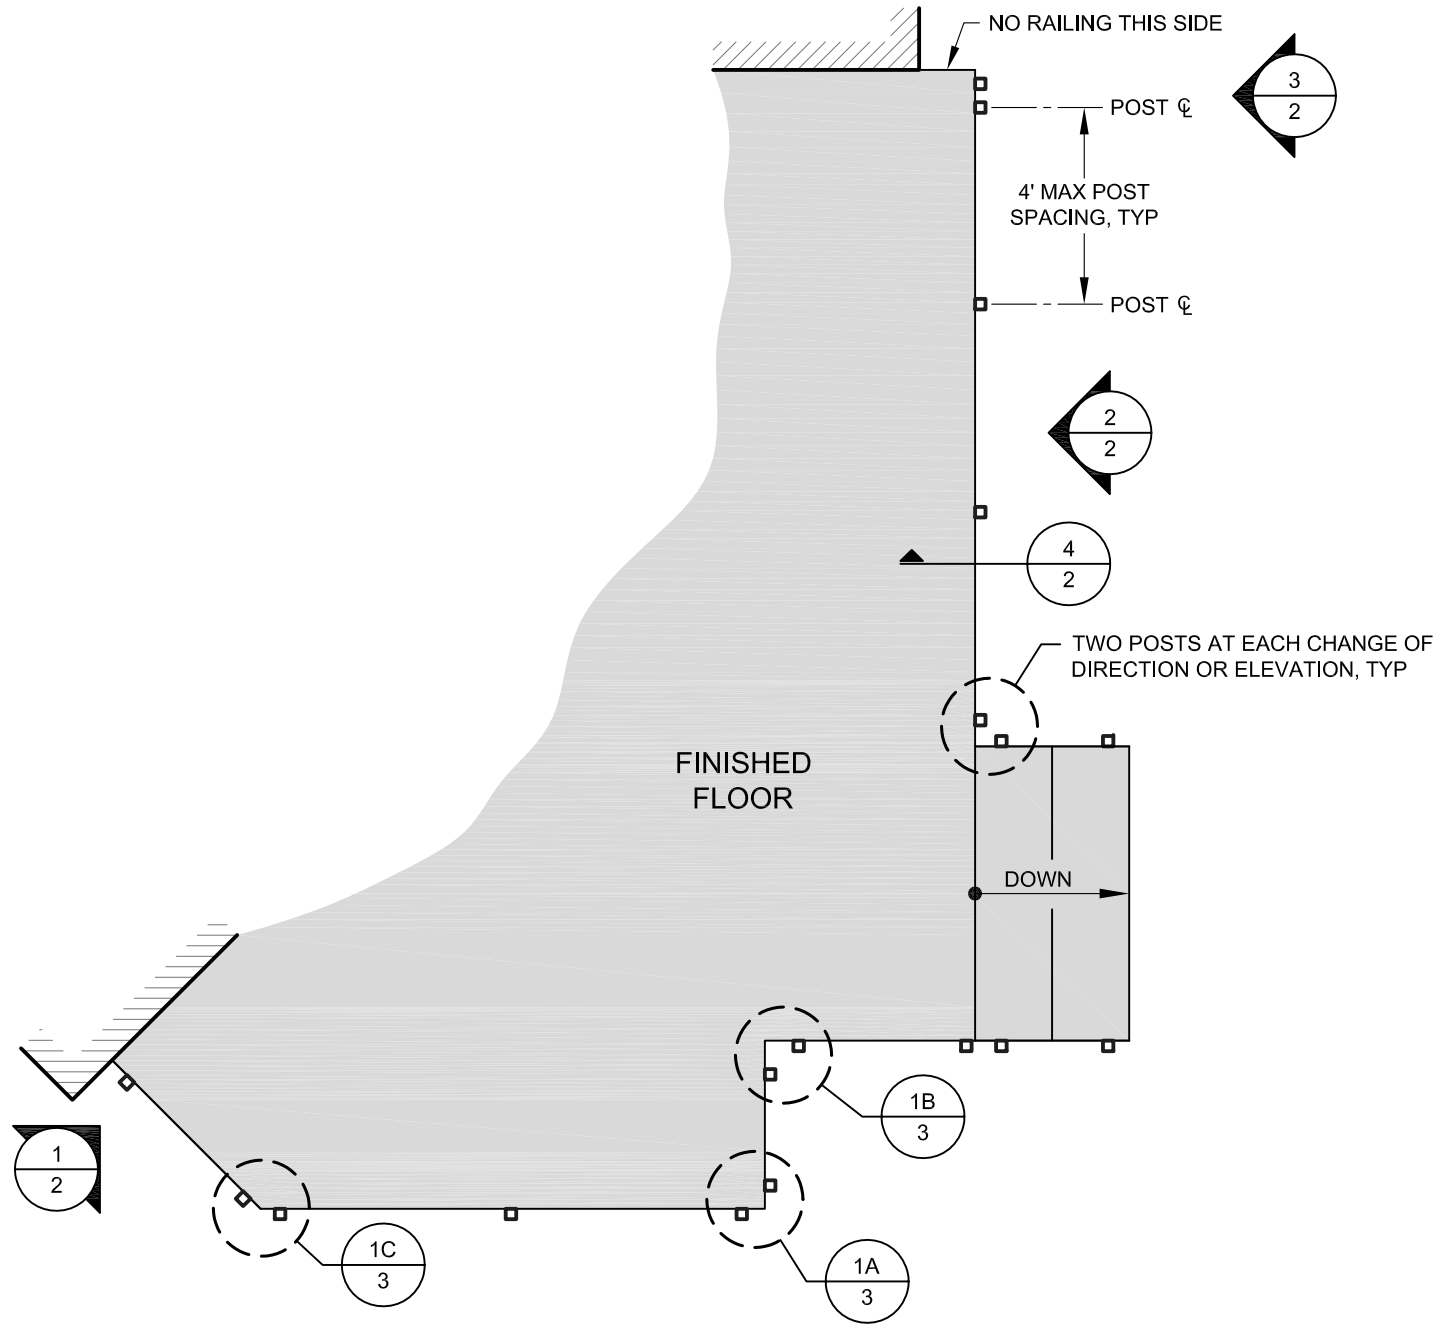 NO RAILING THIS SIDE
3
2
POST ℄
4' MAX POST
SPACING, TYP
POST ℄
2
2
4
2
TWO POSTS AT EACH CHANGE OF
DIRECTION OR ELEVATION, TYP
FINISHED
FLOOR
DOWN
1B
3
1
2
1C
3
1A
3